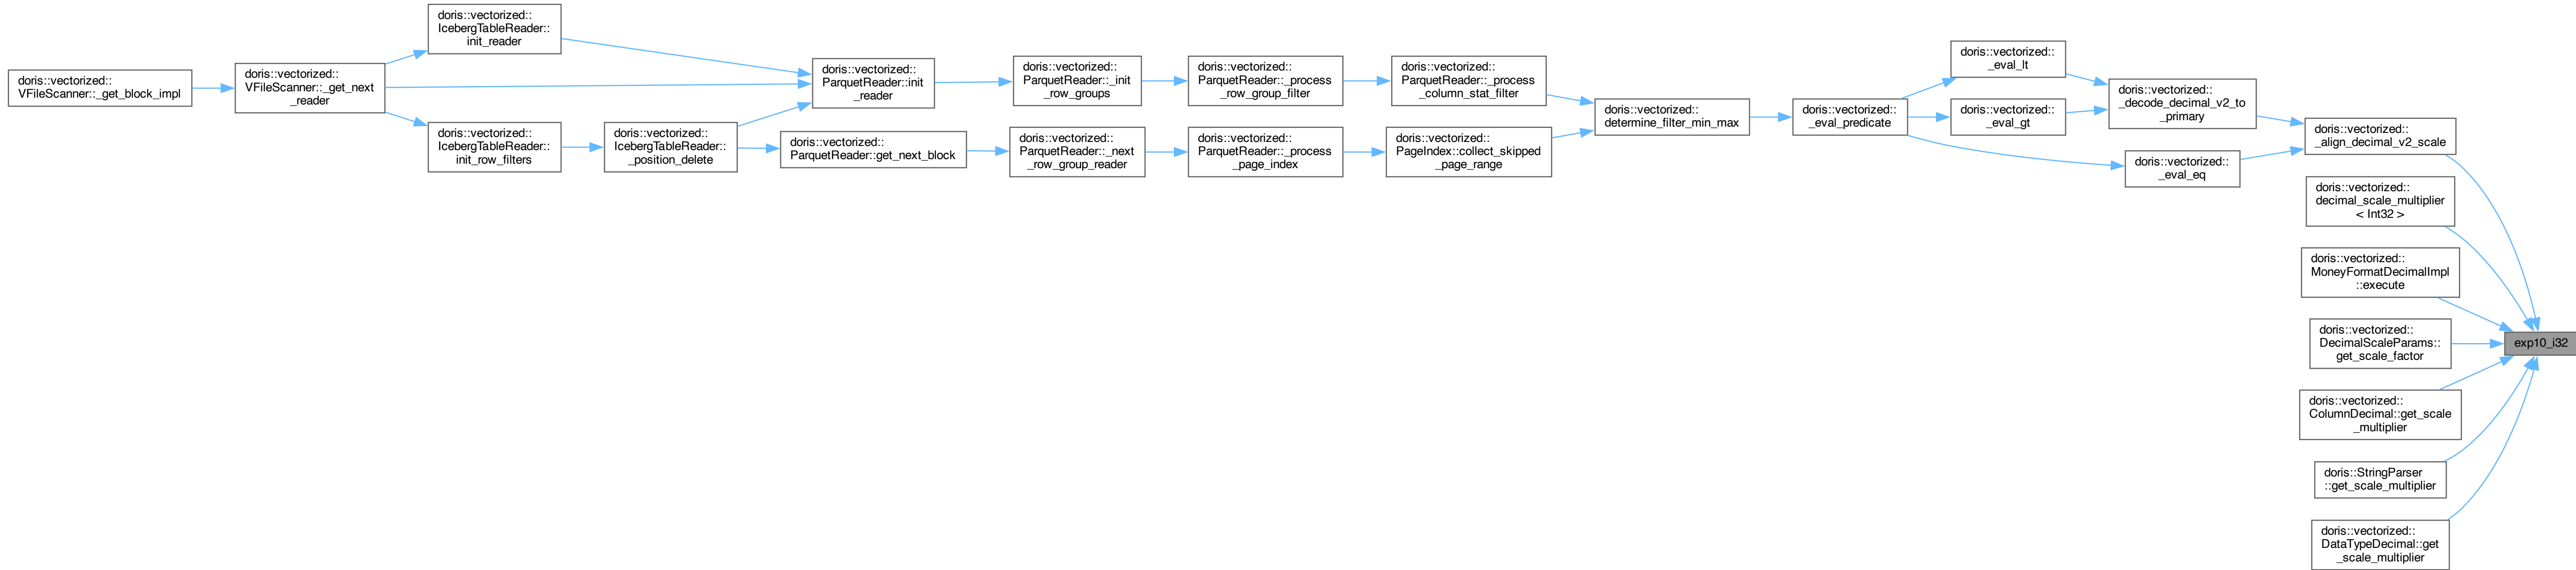 doris::vectorized::
VFileScanner::_get_block_impl
doris::vectorized::
VFileScanner::_get_next
_reader
doris::vectorized::
IcebergTableReader::
init_reader
doris::vectorized::
IcebergTableReader::
init_row_filters
doris::vectorized::
IcebergTableReader::
_position_delete
doris::vectorized::
ParquetReader::init
_reader
doris::vectorized::
ParquetReader::get_next_block
doris::vectorized::
ParquetReader::_init
_row_groups
doris::vectorized::
ParquetReader::_next
_row_group_reader
doris::vectorized::
ParquetReader::_process
_row_group_filter
doris::vectorized::
ParquetReader::_process
_page_index
doris::vectorized::
ParquetReader::_process
_column_stat_filter
doris::vectorized::
PageIndex::collect_skipped
_page_range
doris::vectorized::
determine_filter_min_max
doris::vectorized::
_eval_predicate
doris::vectorized::
_eval_lt
doris::vectorized::
_eval_gt
doris::vectorized::
_eval_eq
doris::vectorized::
_decode_decimal_v2_to
_primary
doris::vectorized::
_align_decimal_v2_scale
doris::vectorized::
decimal_scale_multiplier
< Int32 >
doris::vectorized::
MoneyFormatDecimalImpl
::execute
doris::vectorized::
DecimalScaleParams::
get_scale_factor
doris::vectorized::
ColumnDecimal::get_scale
_multiplier
doris::StringParser
::get_scale_multiplier
doris::vectorized::
DataTypeDecimal::get
_scale_multiplier
exp10_i32